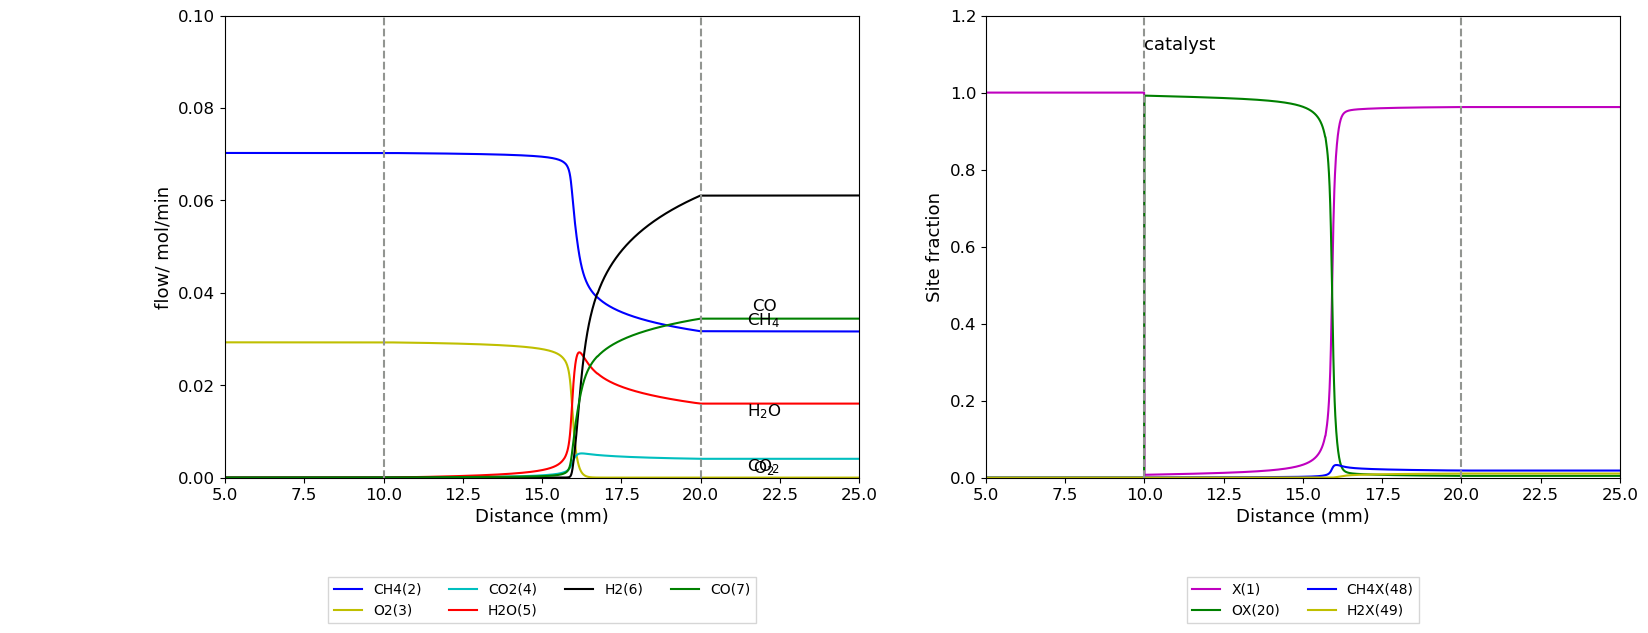 0.10
0.08
0.06
0.04
0.02
0.00
flow/ mol/min
CO
CH4
H2O
CO2
O2
5.0 7.5 10.0 12.5 15.0 17.5 20.0 22.5 25.0
Distance (mm)
CH4(2) CO2(4) H2(6) CO(7)
O2(3) H2O(5)
1.2
1.0
0.8
0.6
0.4
0.2
0.0
Site fraction
catalyst
5.0 7.5 10.0 12.5 15.0 17.5 20.0 22.5 25.0
Distance (mm)
X(1) CH4X(48)
OX(20) H2X(49)